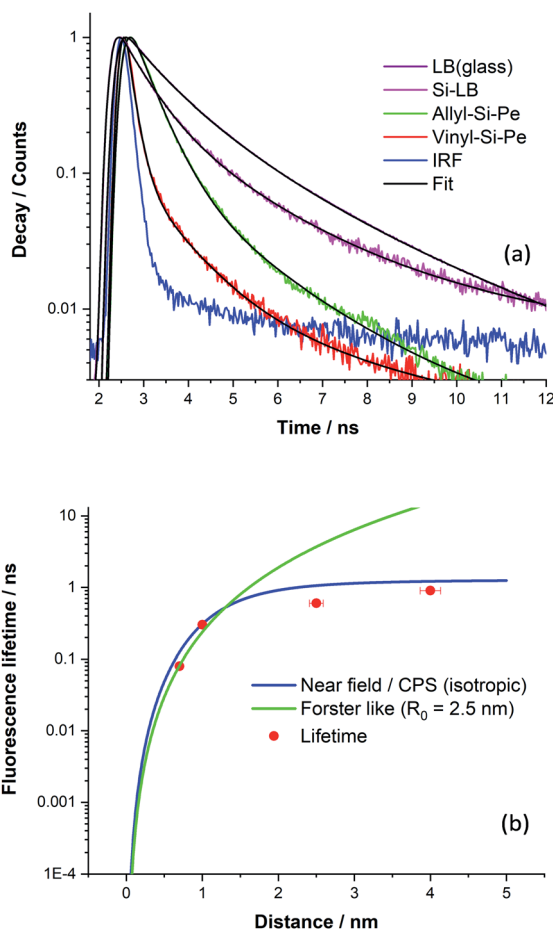 1
0.1
0.01
Decay / Counts
LB(glass)
Si-LB
Allyl-Si-Pe
Vinyl-Si-Pe
IRF
Fit
(a)
2 3 4 5 6 7 8 9 10 11 12
Time / ns
10
1
0.1
0.01
0.001
1E-4
Fluorescence lifetime / ns
Near field / CPS (isotropic)
Forster like (R₀ = 2.5 nm)
Lifetime
(b)
0 1 2 3 4 5
Distance / nm